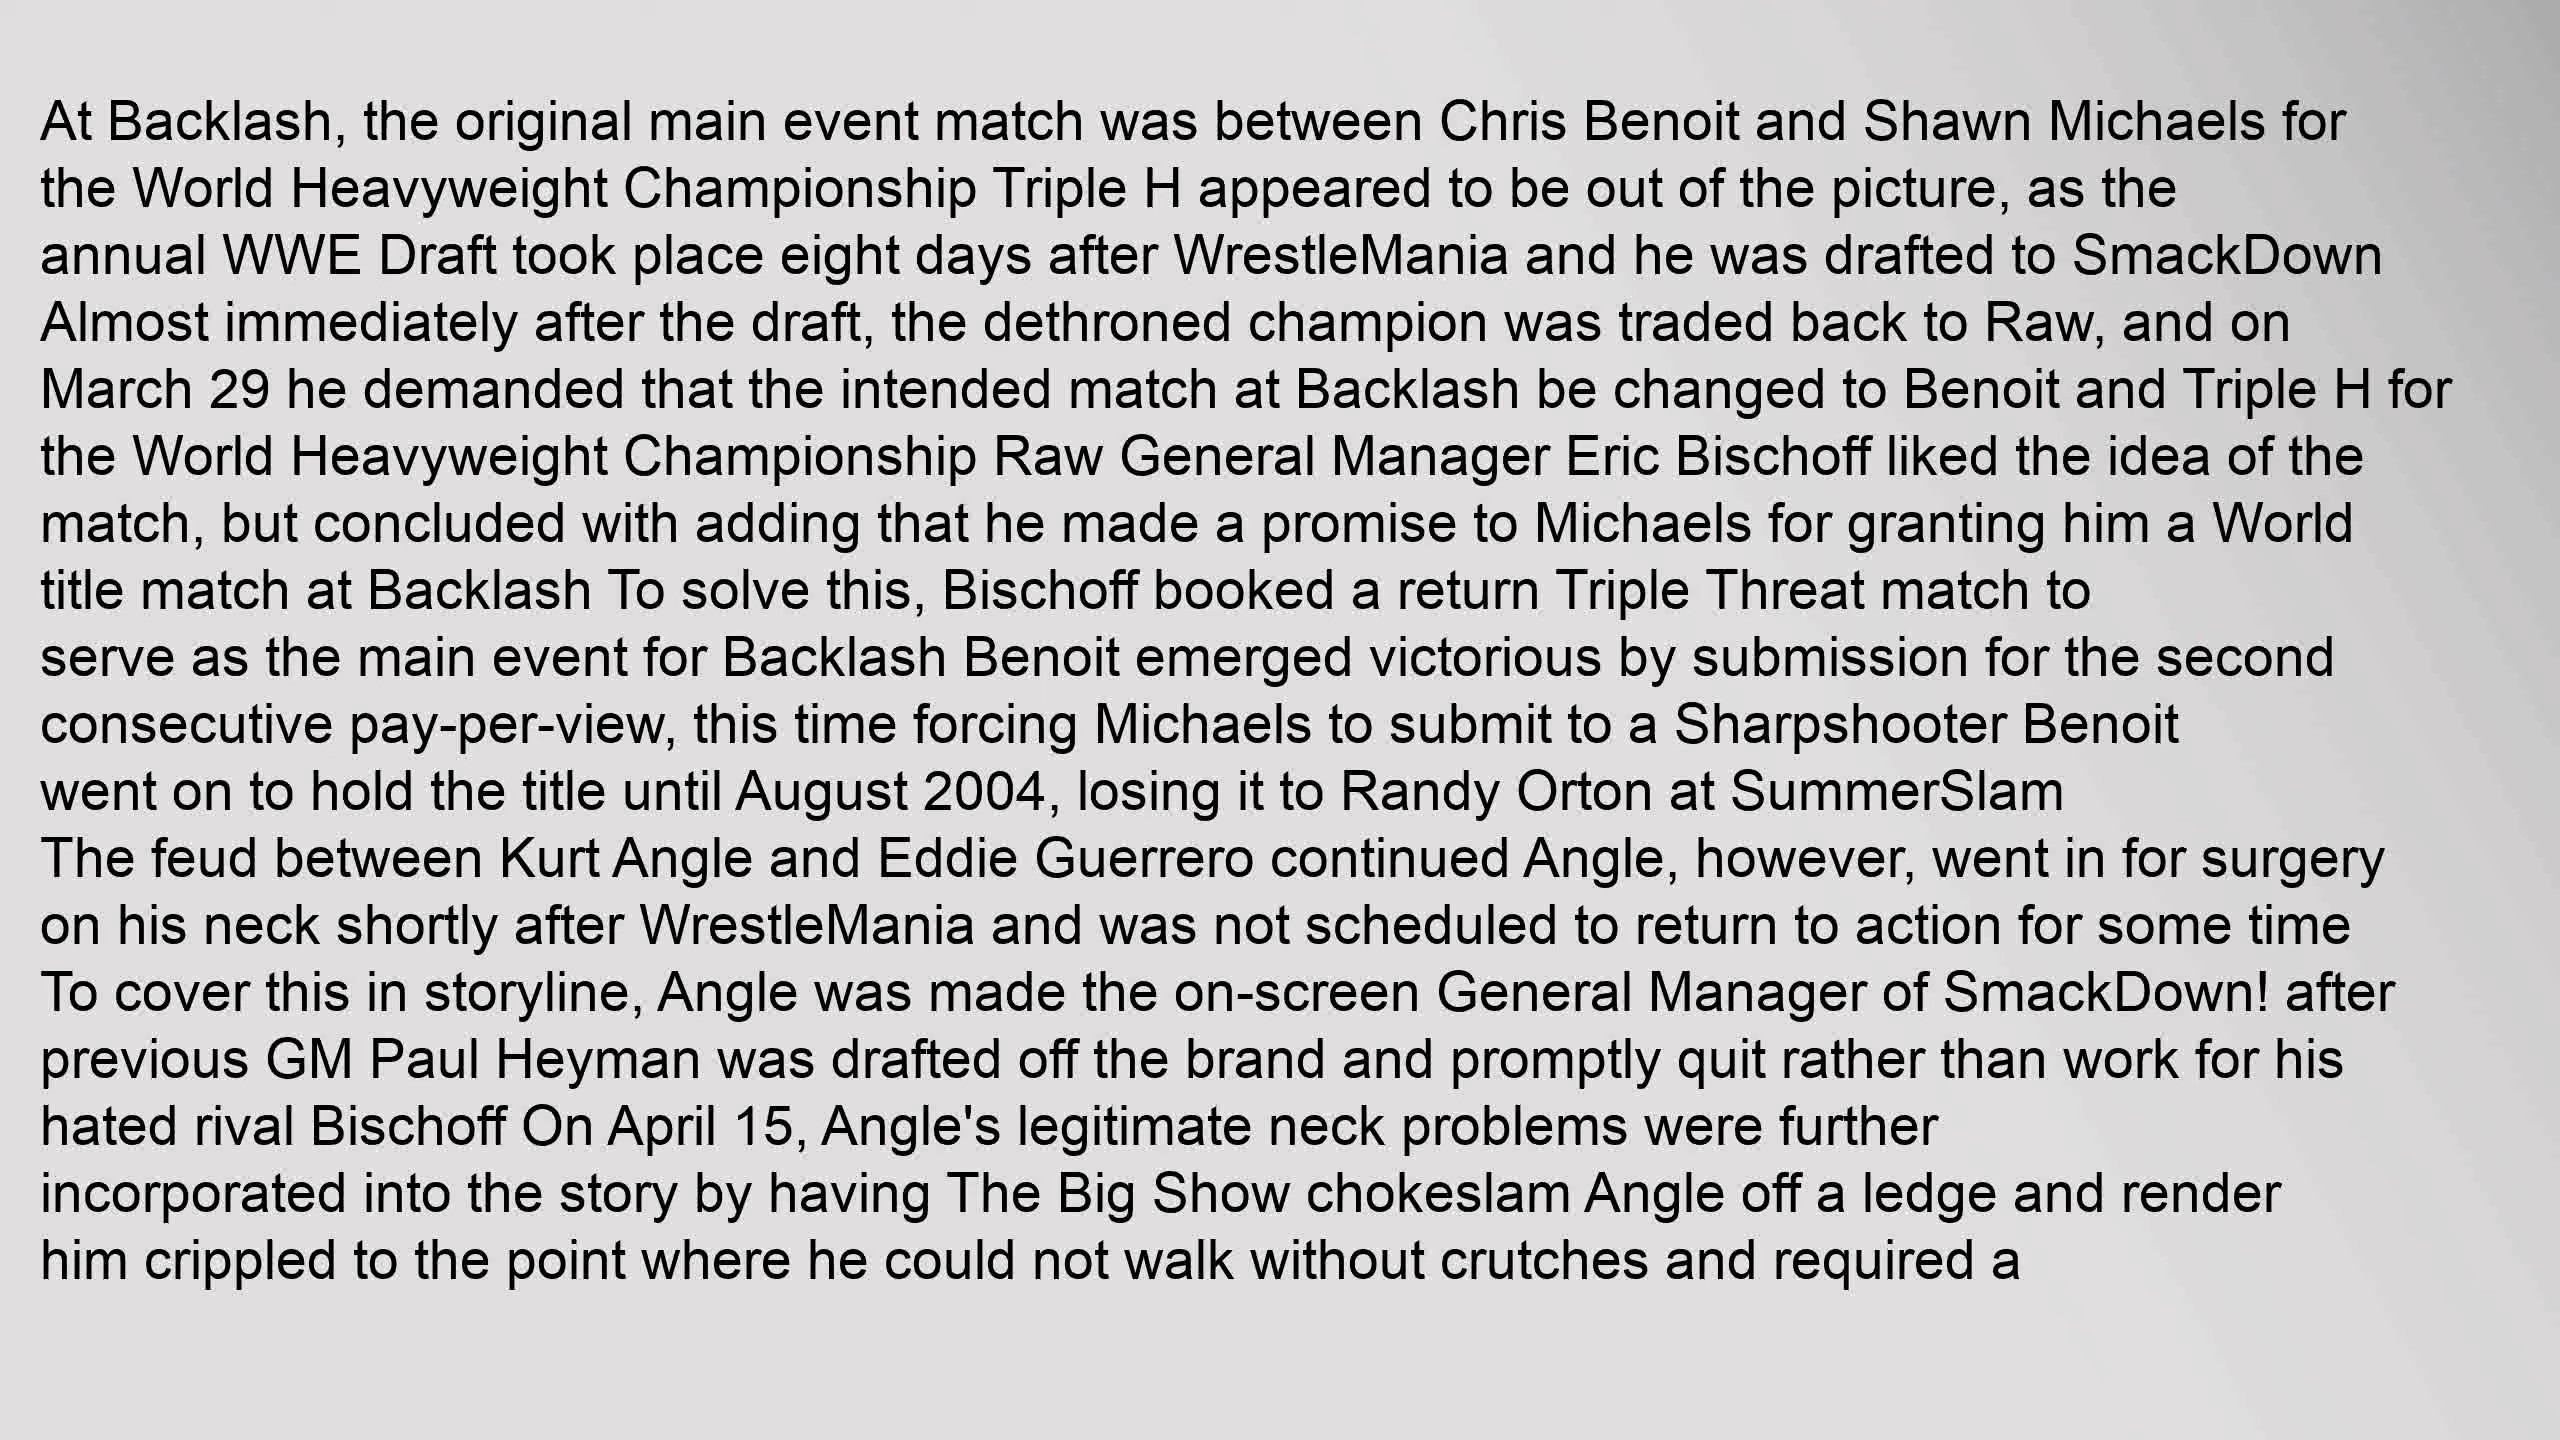 At Backlash, the original main event match was between Chris Benoit and Shawn Michaels for
the World Heavyweight Championship Triple H appeared to be out of the picture, as the
annual WWE Draft took place eight days after WrestleMania and he was drafted to SmackDown
Almost immediately after the draft, the dethroned champion was traded back to Raw, and on
March 29 he demanded that the intended match at Backlash be changed to Benoit and Triple H for
the World Heavyweight Championship Raw General Manager Eric Bischoff liked the idea of the
match, but concluded with adding that he made a promise to Michaels for granting him a World
title match at Backlash To solve this, Bischoff booked a return Triple Threat match to
serve as the main event for Backlash Benoit emerged victorious by submission for the second
consecutive pay-per-view, this time forcing Michaels to submit to a Sharpshooter Benoit
went on to hold the title until August 2004, losing it to Randy Orton at SummerSlam
The feud between Kurt Angle and Eddie Guerrero continued Angle, however, went in for surgery
on his neck shortly after WrestleMania and was not scheduled to return to action for some time
To cover this in storyline, Angle was made the on-screen General Manager of SmackDown! after
previous GM Paul Heyman was drafted off the brand and promptly quit rather than work for his
hated rival Bischoff On April 15, Angle's legitimate neck problems were further
incorporated into the story by having The Big Show chokeslam Angle off a ledge and render
him crippled to the point where he could not walk without crutches and required a